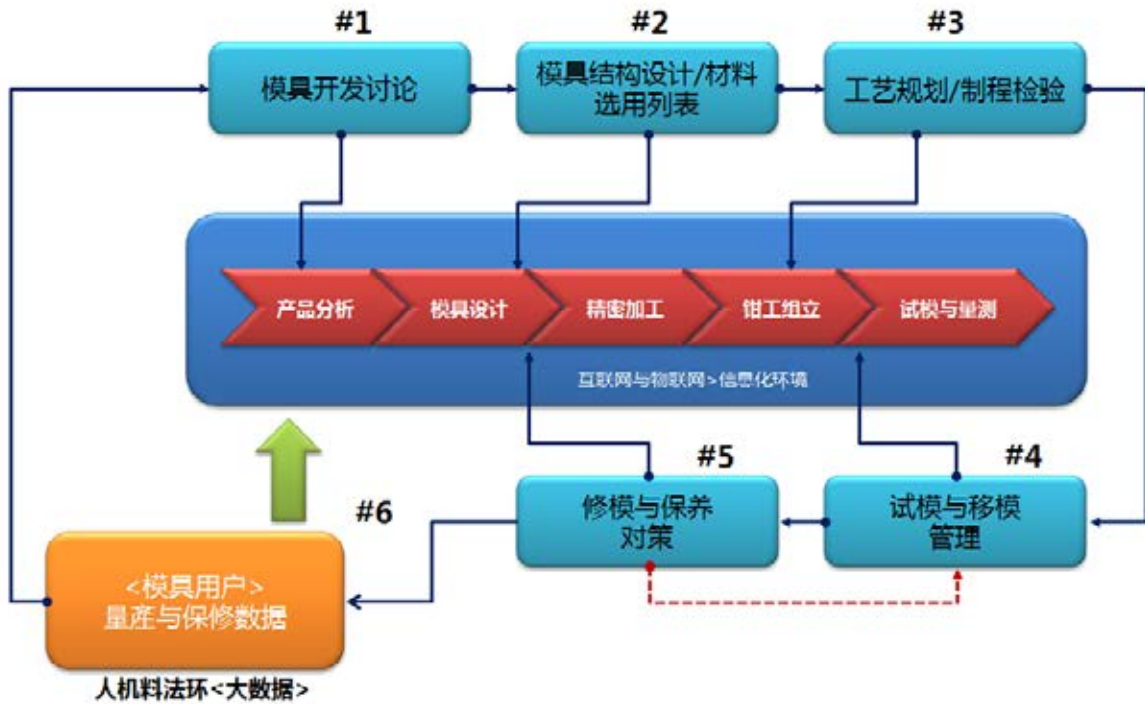 #1
#2
#3
模具开发讨论
模具结构设计/材料
选用列表
工艺规划/制程检验
产品分析
模具设计
精密加工
钳工组立
试模与量测
互联网与物联网>信息化环境
#5
#4
修模与保养
对策
试模与移模
管理
#6
<模具用户>
量產与保修数据
人机料法环<大数据>